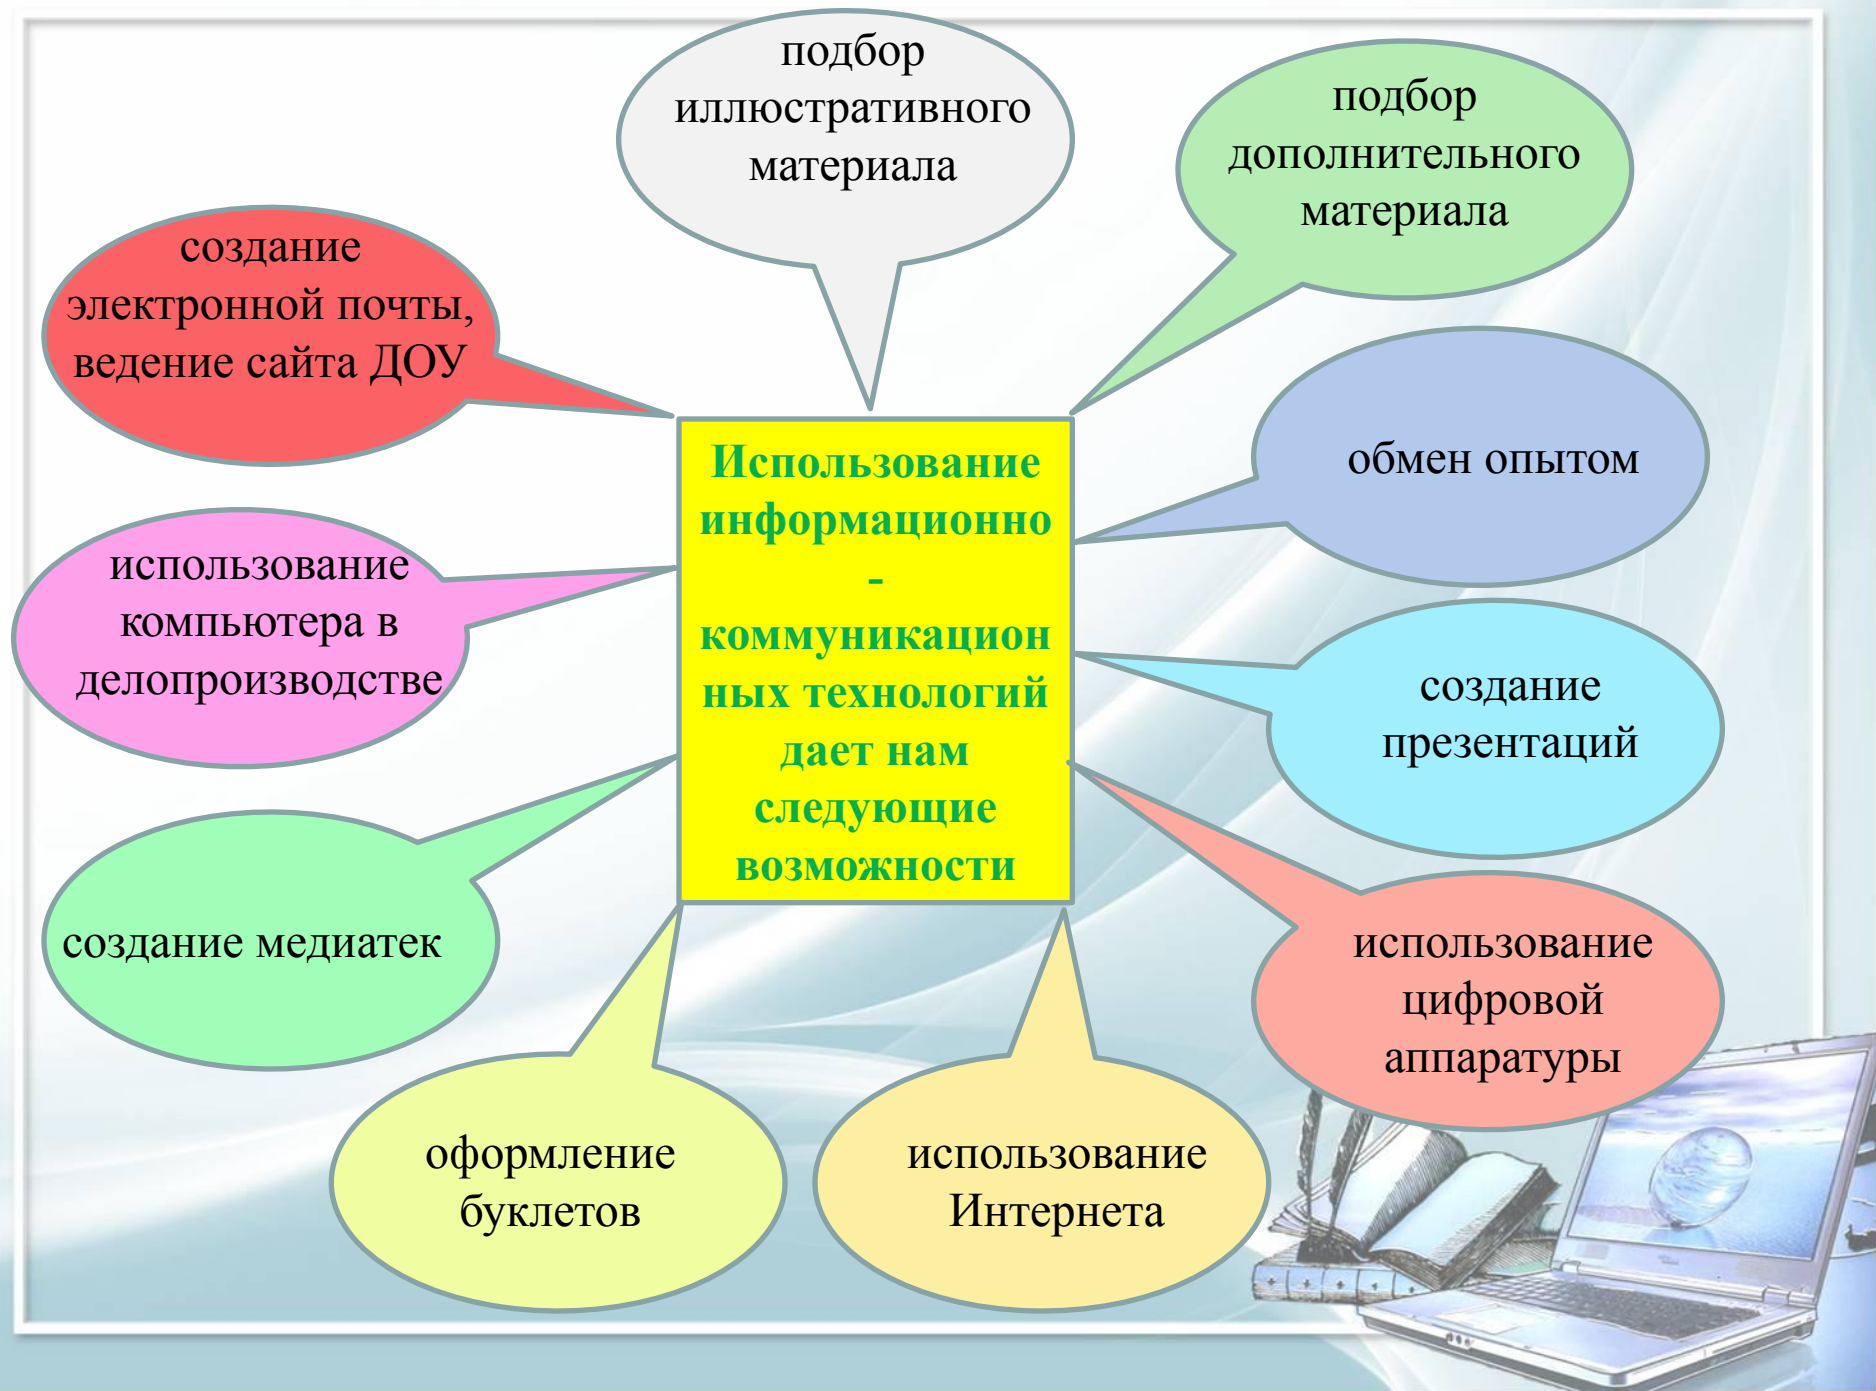 подбор
иллюстративного
материала
подбор
дополнительного
материала
создание
электронной почты,
ведение сайта ДОУ
обмен опытом
Использование
информационно
-
коммуникацион
ных технологий
дает нам
следующие
возможности
использование
компьютера в
делопроизводстве
создание
презентаций
создание медиатек
использование
цифровой
аппаратуры
оформление
буклетов
использование
Интернета